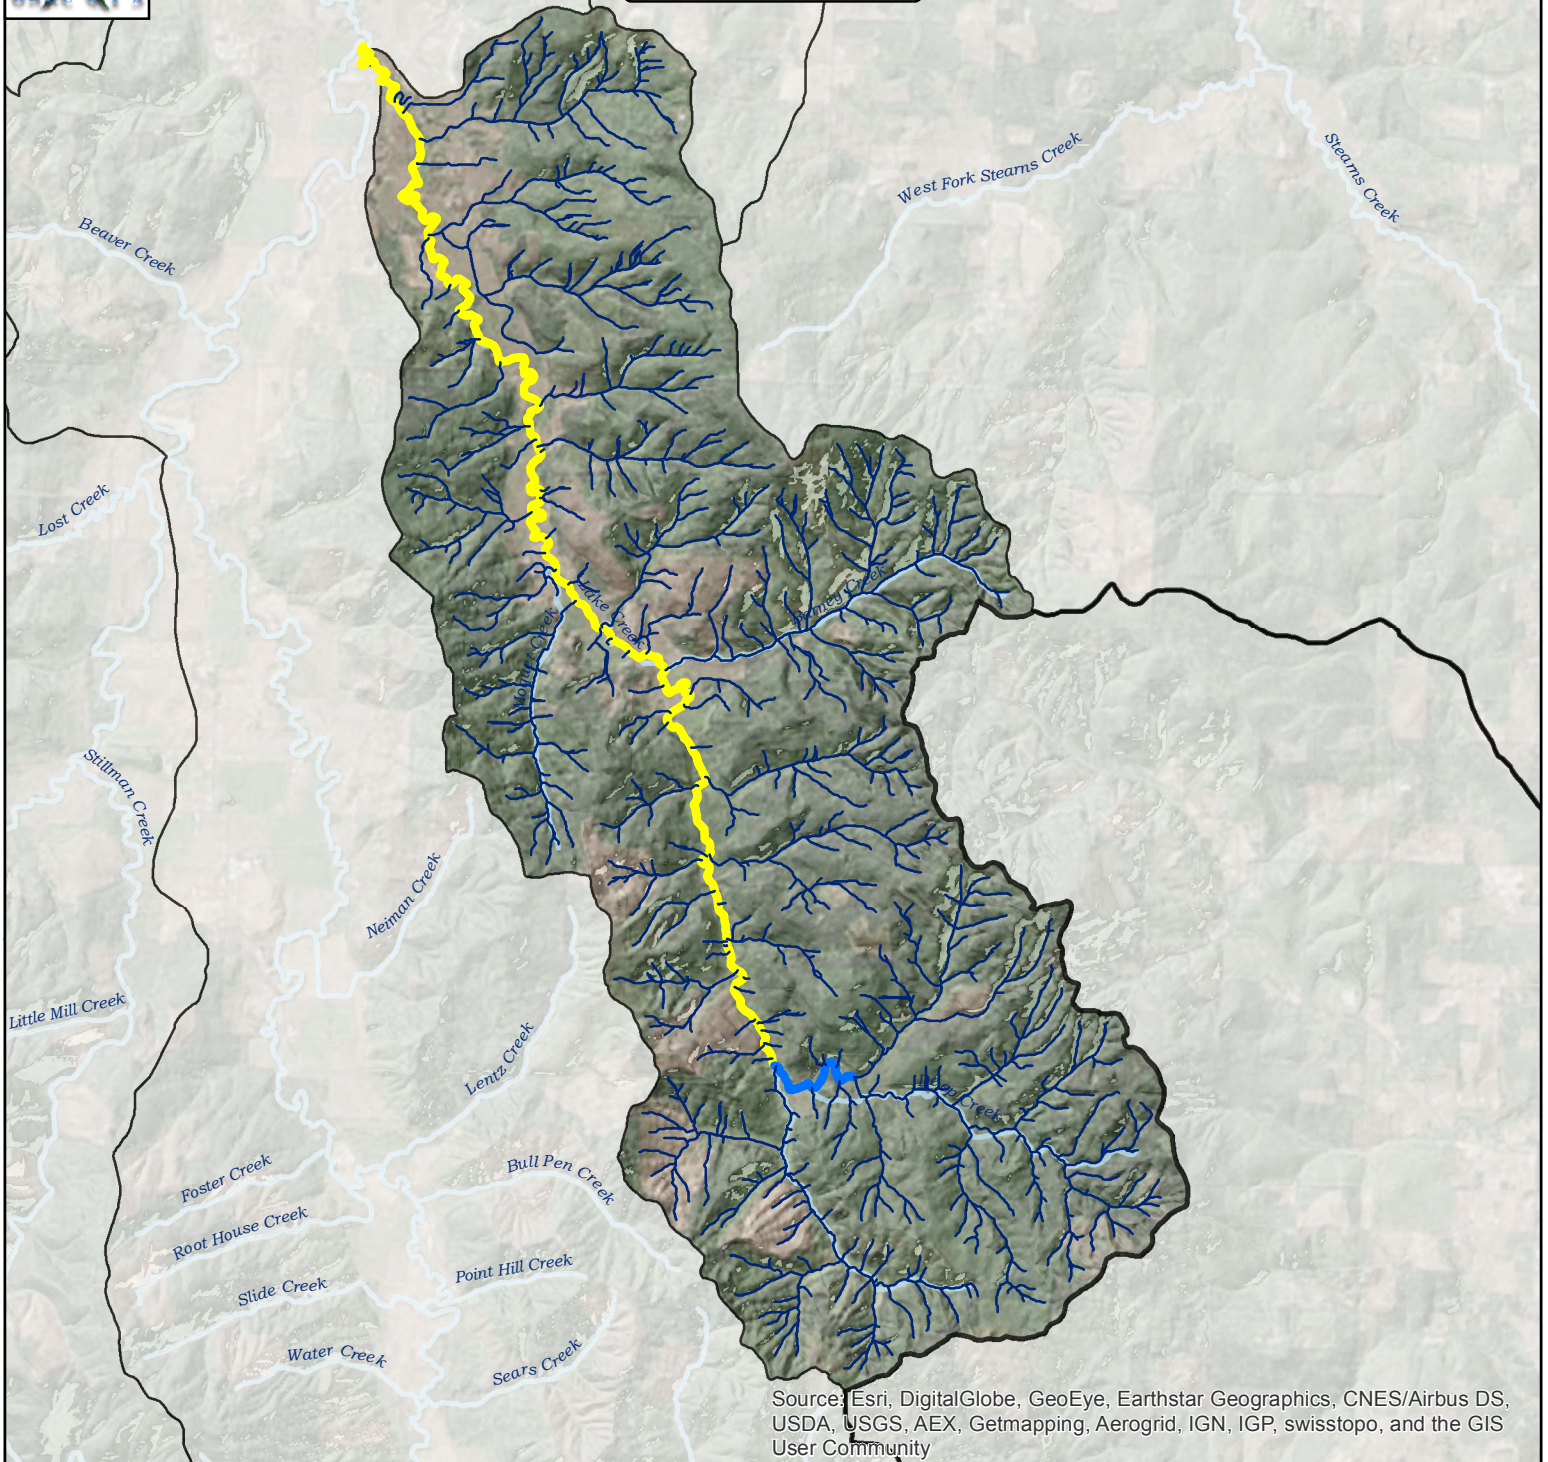 West Fork Stearns Creek
Stearns Creek
Beaver Creek
Lost Creek
Lake Creek
Creek
Stillman Creek
Neiman Creek
Little Mill Creek
Lentz Creek
Deep Creek
Foster Creek
Bull Pen Creek
Root House Creek
Slide Creek
Point Hill Creek
Water Creek
Sears Creek
Source: Esri, DigitalGlobe, GeoEye, Earthstar Geographics, CNES/Airbus DS,
USDA, USGS, AEX, Getmapping, Aerogrid, IGN, IGP, swisstopo, and the GIS
User Community